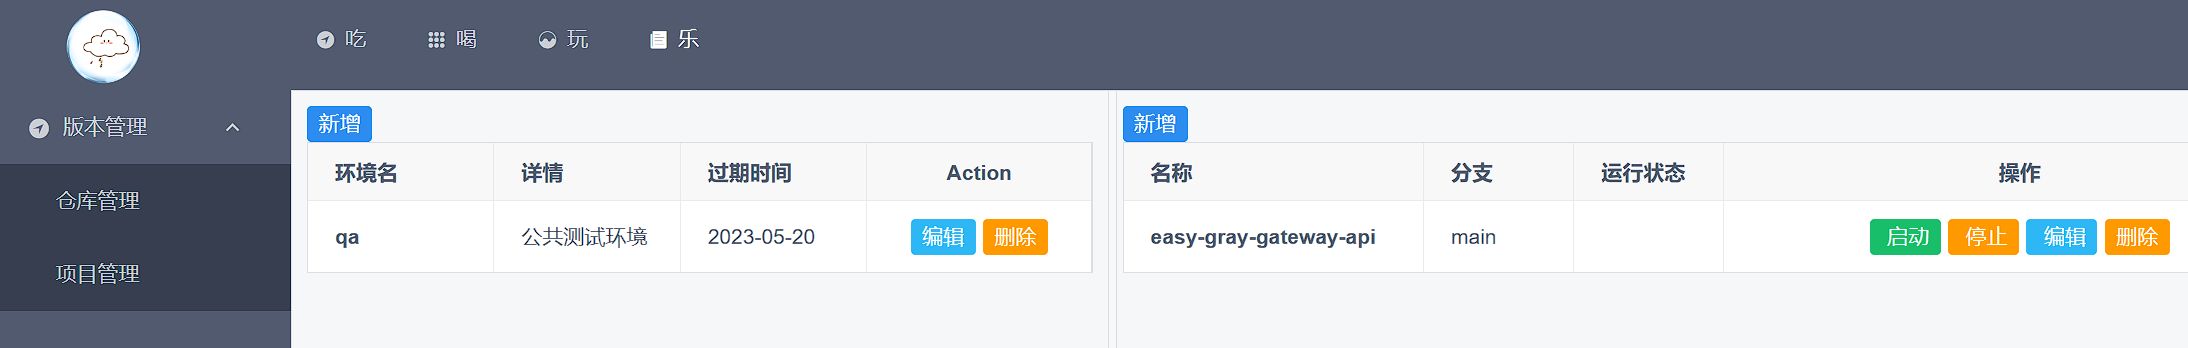 吃 喝 玩 乐
版本管理
仓库管理
项目管理
新增
环境名 详情 过期时间 Action
qa 公共测试环境 2023-05-20 编辑 删除
新增
名称 分支 运行状态 操作
easy-gray-gateway-api main 启动 停止 编辑 删除